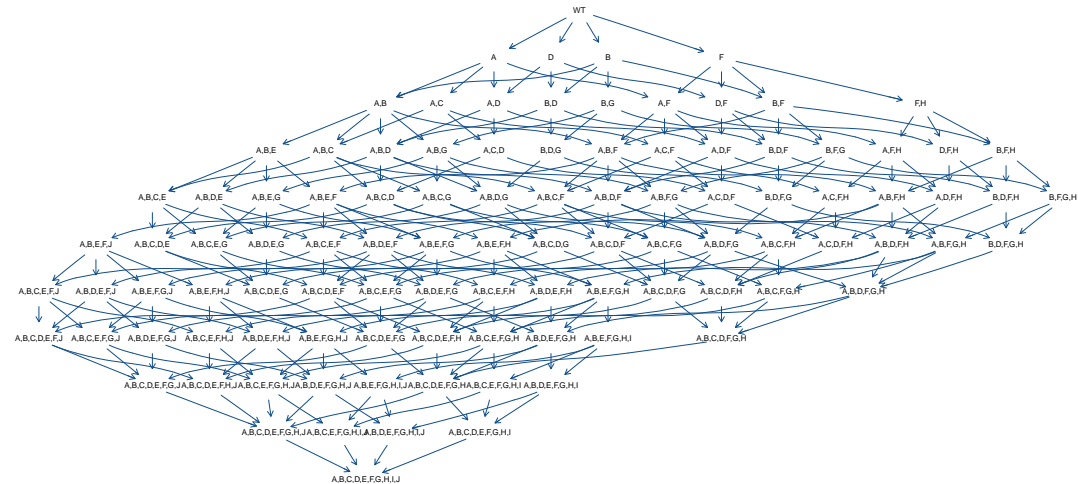 WT
A D B F
A,B A,C A,D B,D B,G A,F D,F B,F F,H
A,B,E A,B,C A,B,D A,B,G A,C,D B,D,G A,B,F A,C,F A,D,F B,D,F B,F,G A,F,H D,F,H B,F,H
A,B,C,E A,B,D,E A,B,E,G A,B,E,F A,B,C,D A,B,C,G A,B,D,G A,B,C,F A,B,D,F A,B,F,G A,C,D,F B,D,F,G A,C,F,H A,B,F,H A,D,F,H B,D,F,H B,F,G,H
A,B,E,F,J A,B,C,D,E A,B,C,E,G A,B,D,E,G A,B,C,E,F A,B,D,E,F A,B,E,F,G A,B,E,F,H A,B,C,D,G A,B,C,D,F A,B,C,F,G A,B,D,F,G A,B,C,F,H A,C,D,F,H A,B,D,F,H A,B,F,G,H B,D,F,G,H
A,B,C,E,F,J A,B,D,E,F,J A,B,E,F,G,J A,B,E,F,H,J A,B,C,D,E,G A,B,C,D,E,F A,B,C,E,F,G A,B,D,E,F,G A,B,C,E,F,H A,B,D,E,F,H A,B,E,F,G,H A,B,C,D,F,G A,B,C,D,F,H A,B,C,F,G,H A,B,D,F,G,H
A,B,C,D,E,F,J A,B,C,E,F,G,J A,B,D,E,F,G,J A,B,C,E,F,H,J A,B,D,E,F,H,J A,B,E,F,G,H,J A,B,C,D,E,F,G A,B,C,D,E,F,H A,B,C,E,F,G,H A,B,D,E,F,G,H A,B,E,F,G,H,I A,B,C,D,F,G,H
A,B,C,D,E,F,G,J A,B,C,D,E,F,H,J A,B,C,E,F,G,H,J A,B,D,E,F,G,H,J A,B,E,F,G,H,I,J A,B,C,D,E,F,G,H A,B,C,E,F,G,H,I A,B,D,E,F,G,H,I
A,B,C,D,E,F,G,H,J A,B,C,E,F,G,H,I,J A,B,D,E,F,G,H,I,J A,B,C,D,E,F,G,H,I
A,B,C,D,E,F,G,H,I,J